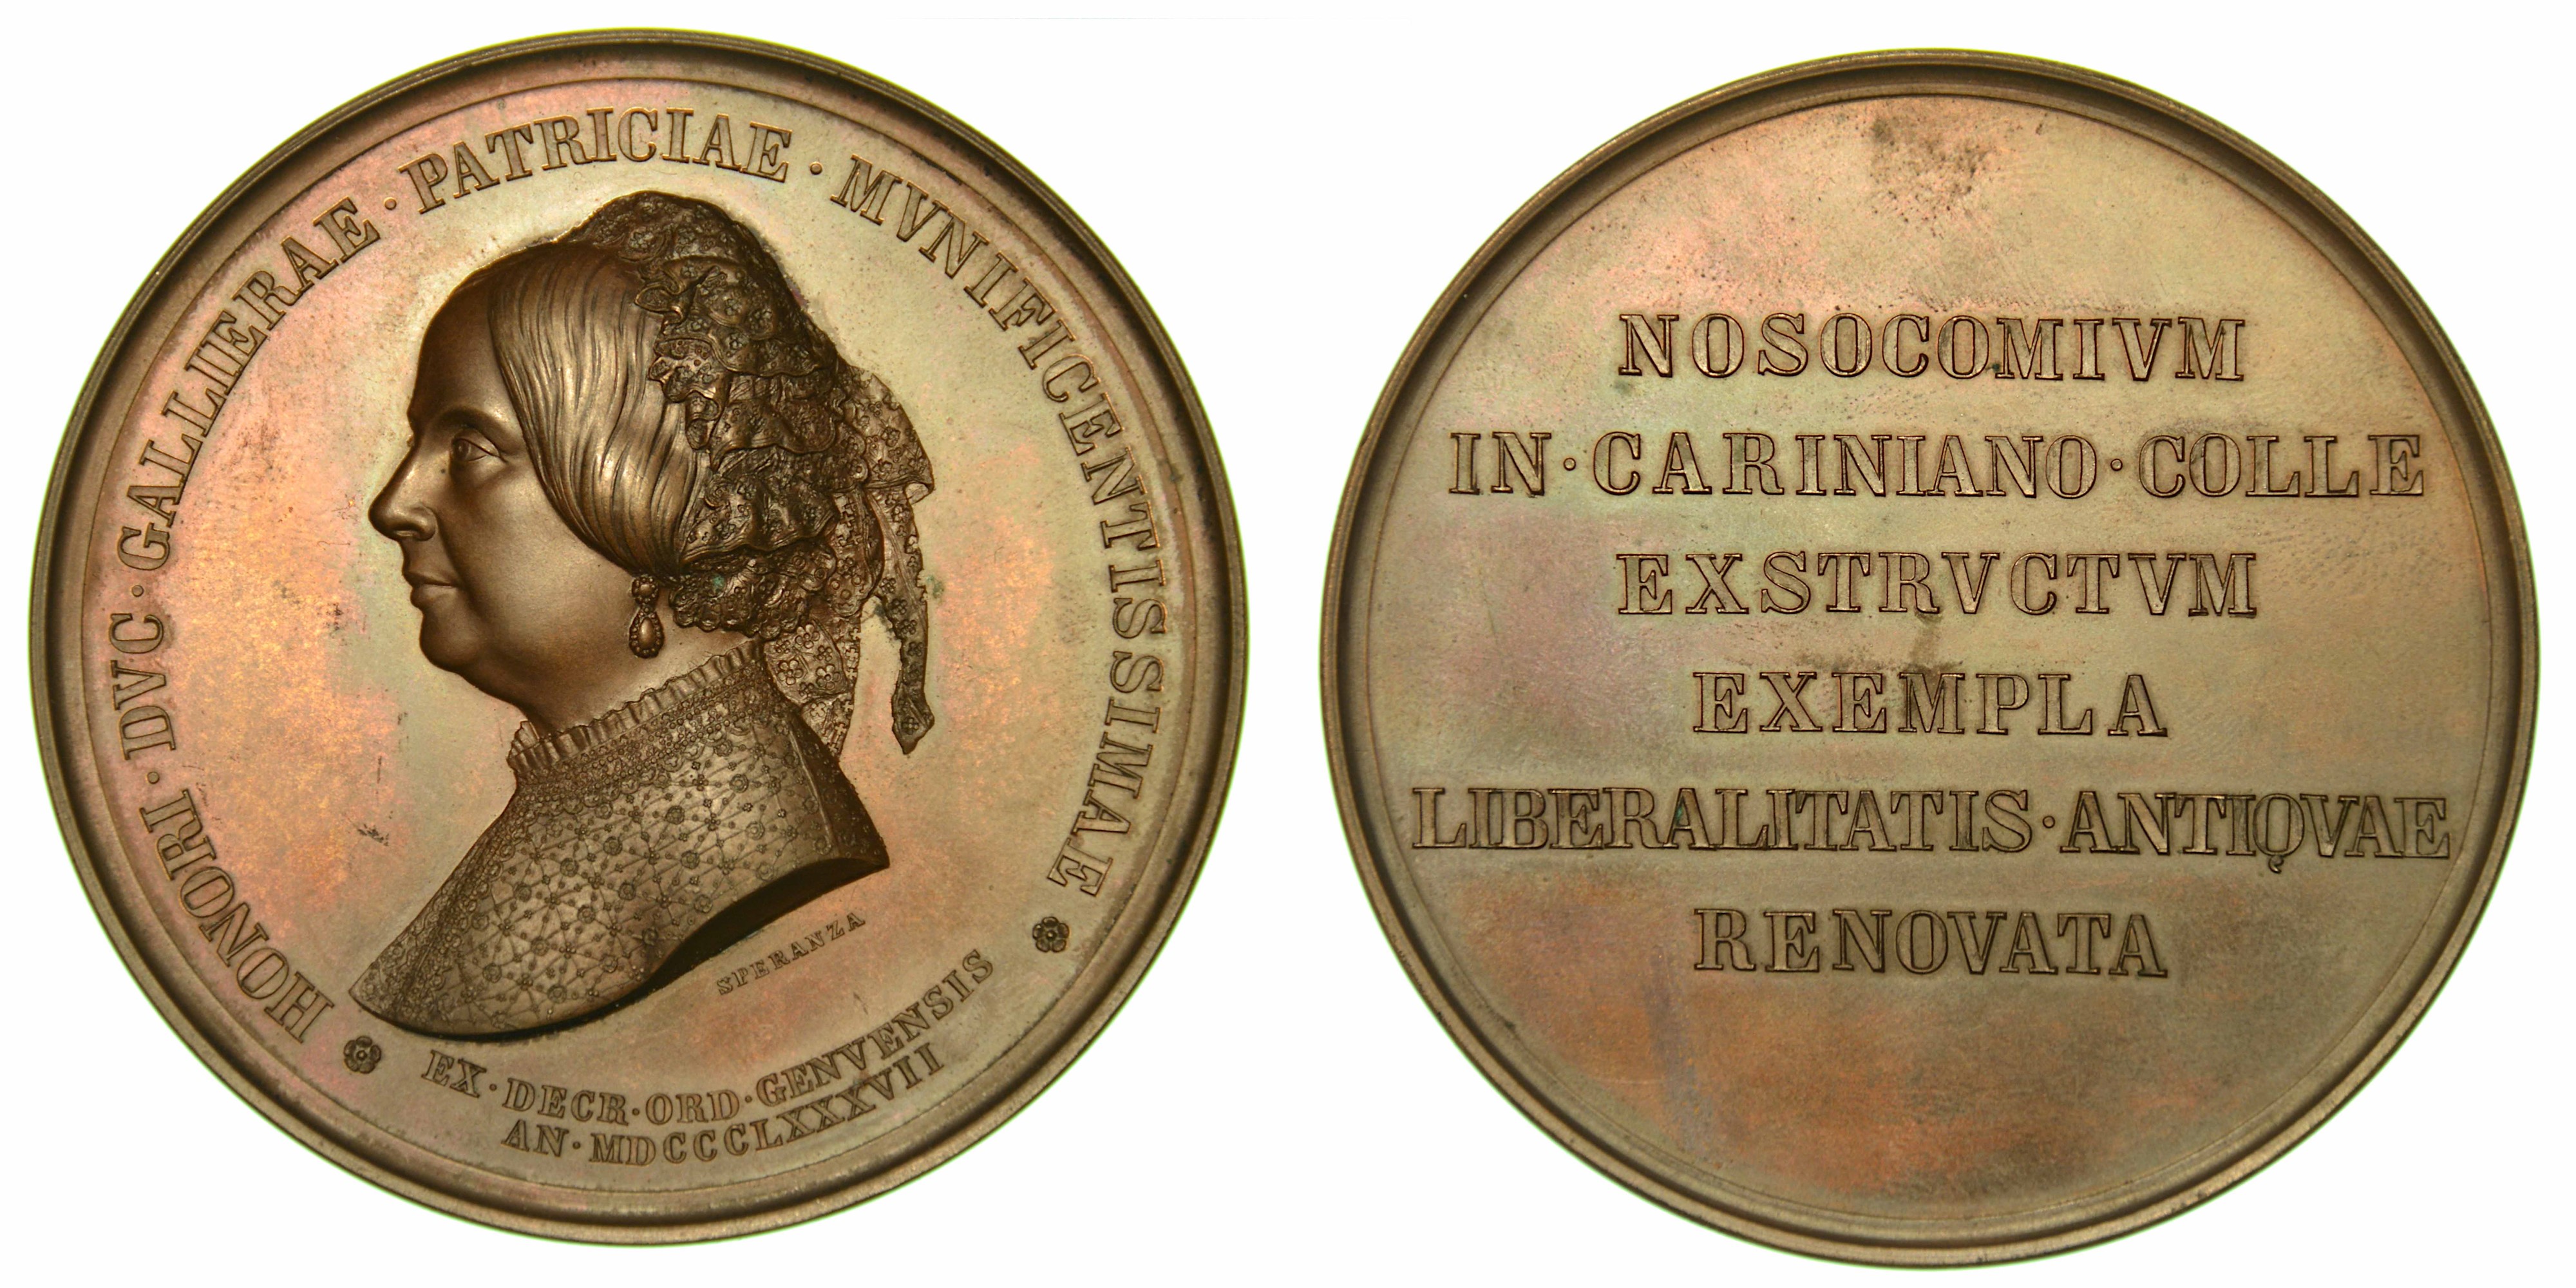 HONORI · DVC · GALLIERAE · PATRICIAE · MVNIFICENTISSIMAE
SPERANZA
EX · DECR · ORD · GENVENSIS
AN · MDCCCLXXXVII
NOSOCOMIVM
IN · CARINIANO · COLLE
EXSTRVCTVM
EXEMPLA
LIBERALITATIS · ANTIQVAE
RENOVATA